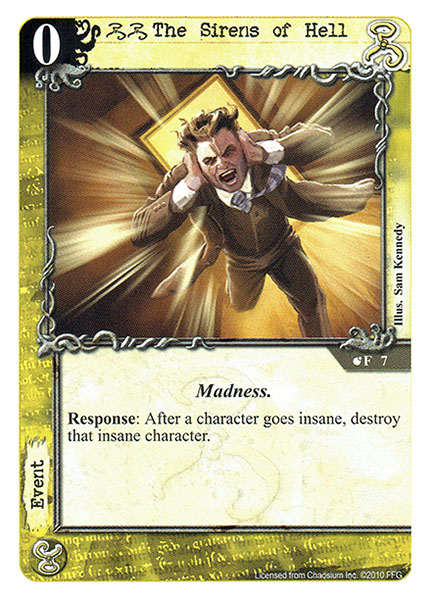 0
The Sirens of Hell
Illus. Sam Kennedy
F 7
Madness.
Response: After a character goes insane, destroy
that insane character.
Event
Licensed from Chaosium Inc. ©2010 FFG